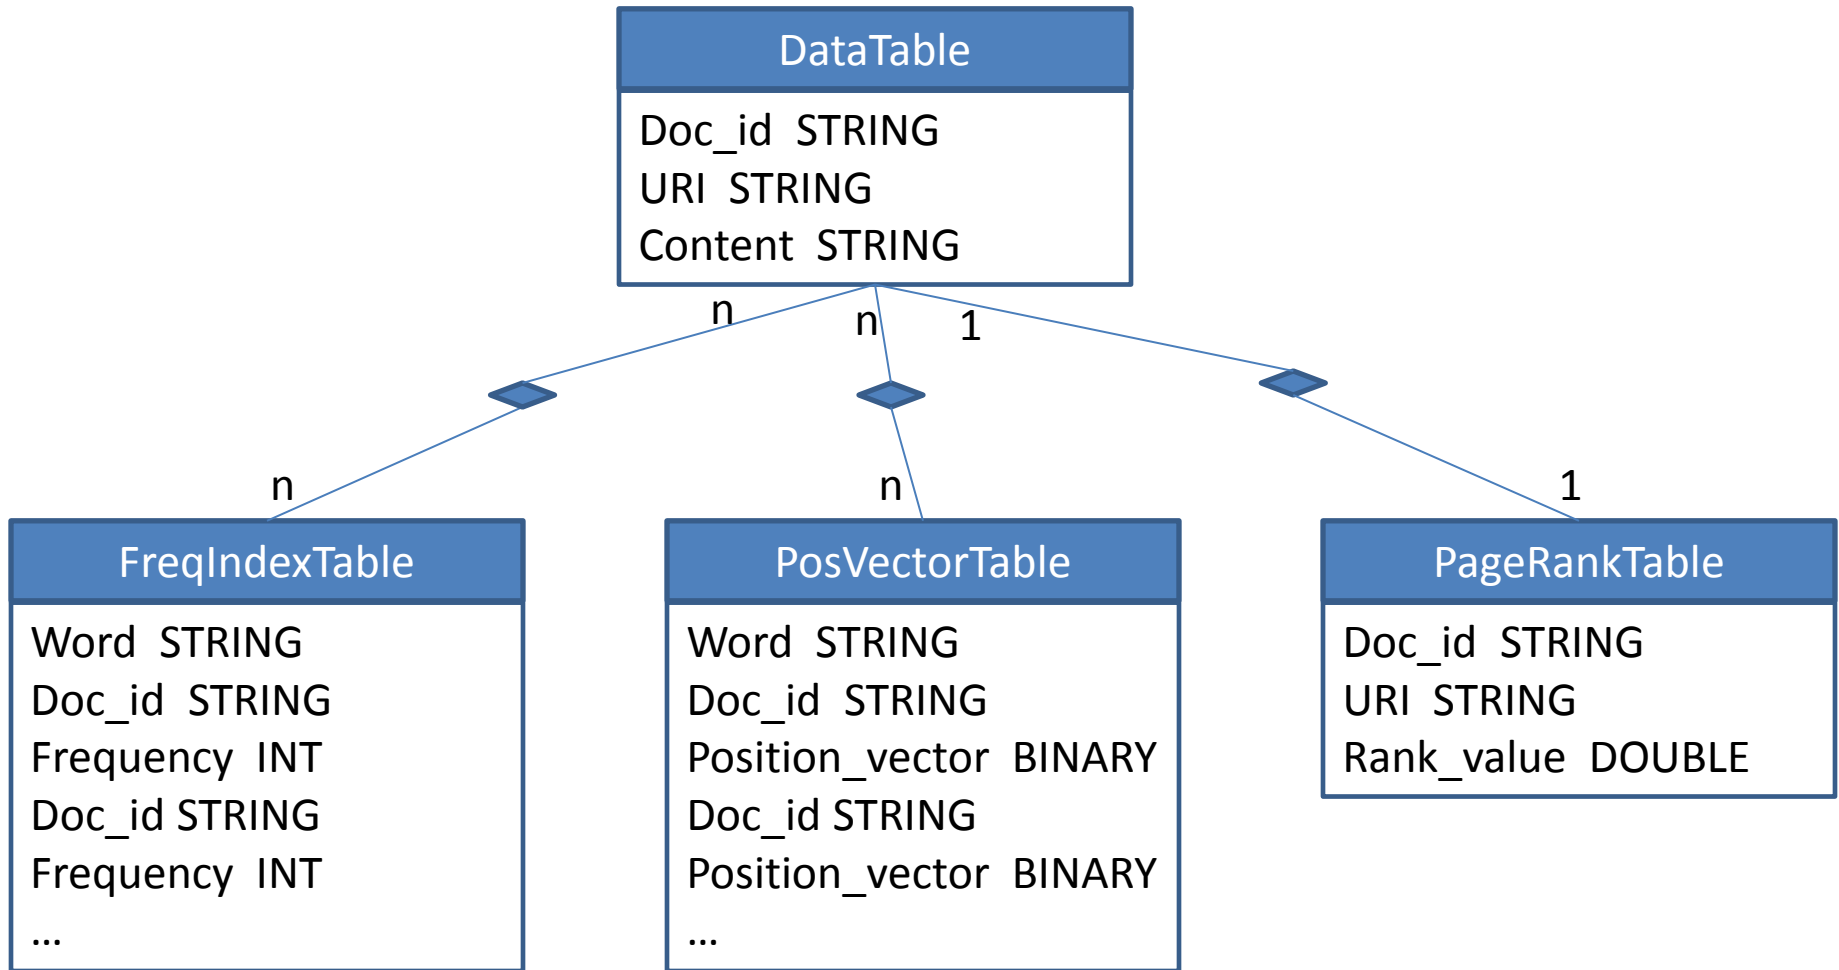 DataTable
Doc_id STRING
URI STRING
Content STRING
n
n
1
n
n
1
FreqIndexTable
Word STRING
Doc_id STRING
Frequency INT
Doc_id STRING
Frequency INT
...
PosVectorTable
Word STRING
Doc_id STRING
Position_vector BINARY
Doc_id STRING
Position_vector BINARY
...
PageRankTable
Doc_id STRING
URI STRING
Rank_value DOUBLE